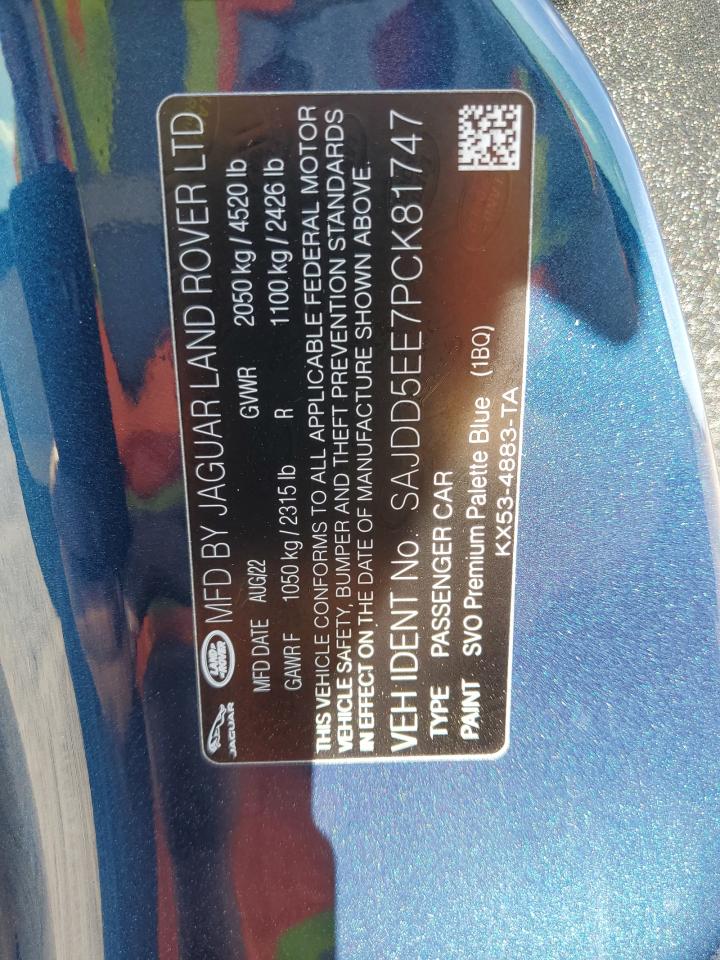 JAGUAR LAND ROVER MFD BY JAGUAR LAND ROVER LTD
MFD DATE AUG/22 GVWR 2050 kg / 4520 lb
GAWR F 1050 kg / 2315 lb R 1100 kg / 2426 lb
THIS VEHICLE CONFORMS TO ALL APPLICABLE FEDERAL MOTOR
VEHICLE SAFETY, BUMPER AND THEFT PREVENTION STANDARDS
IN EFFECT ON THE DATE OF MANUFACTURE SHOWN ABOVE.
VEH IDENT No. SAJDD5EE7PCK81747
TYPE PASSENGER CAR
PAINT SVO Premium Palette Blue (1BQ)
KX53-4883-TA